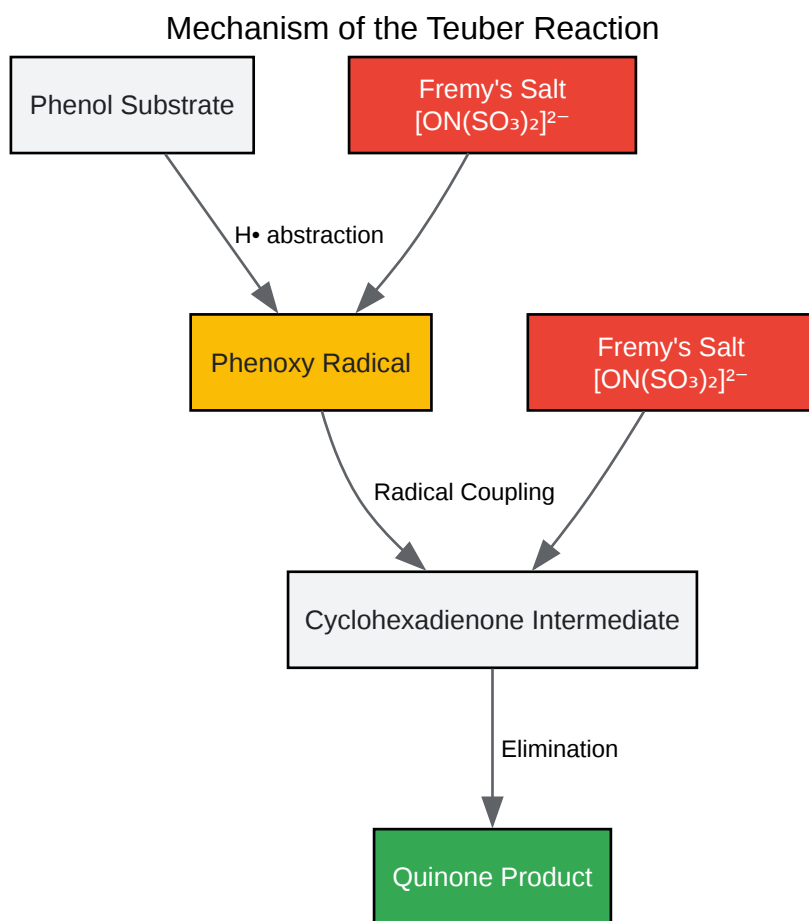 Mechanism of the Teuber Reaction
Phenol Substrate
Fremy's Salt
[ON(SO₃)₂]²⁻
H• abstraction
Phenoxy Radical
Fremy's Salt
[ON(SO₃)₂]²⁻
Radical Coupling
Cyclohexadienone Intermediate
Elimination
Quinone Product